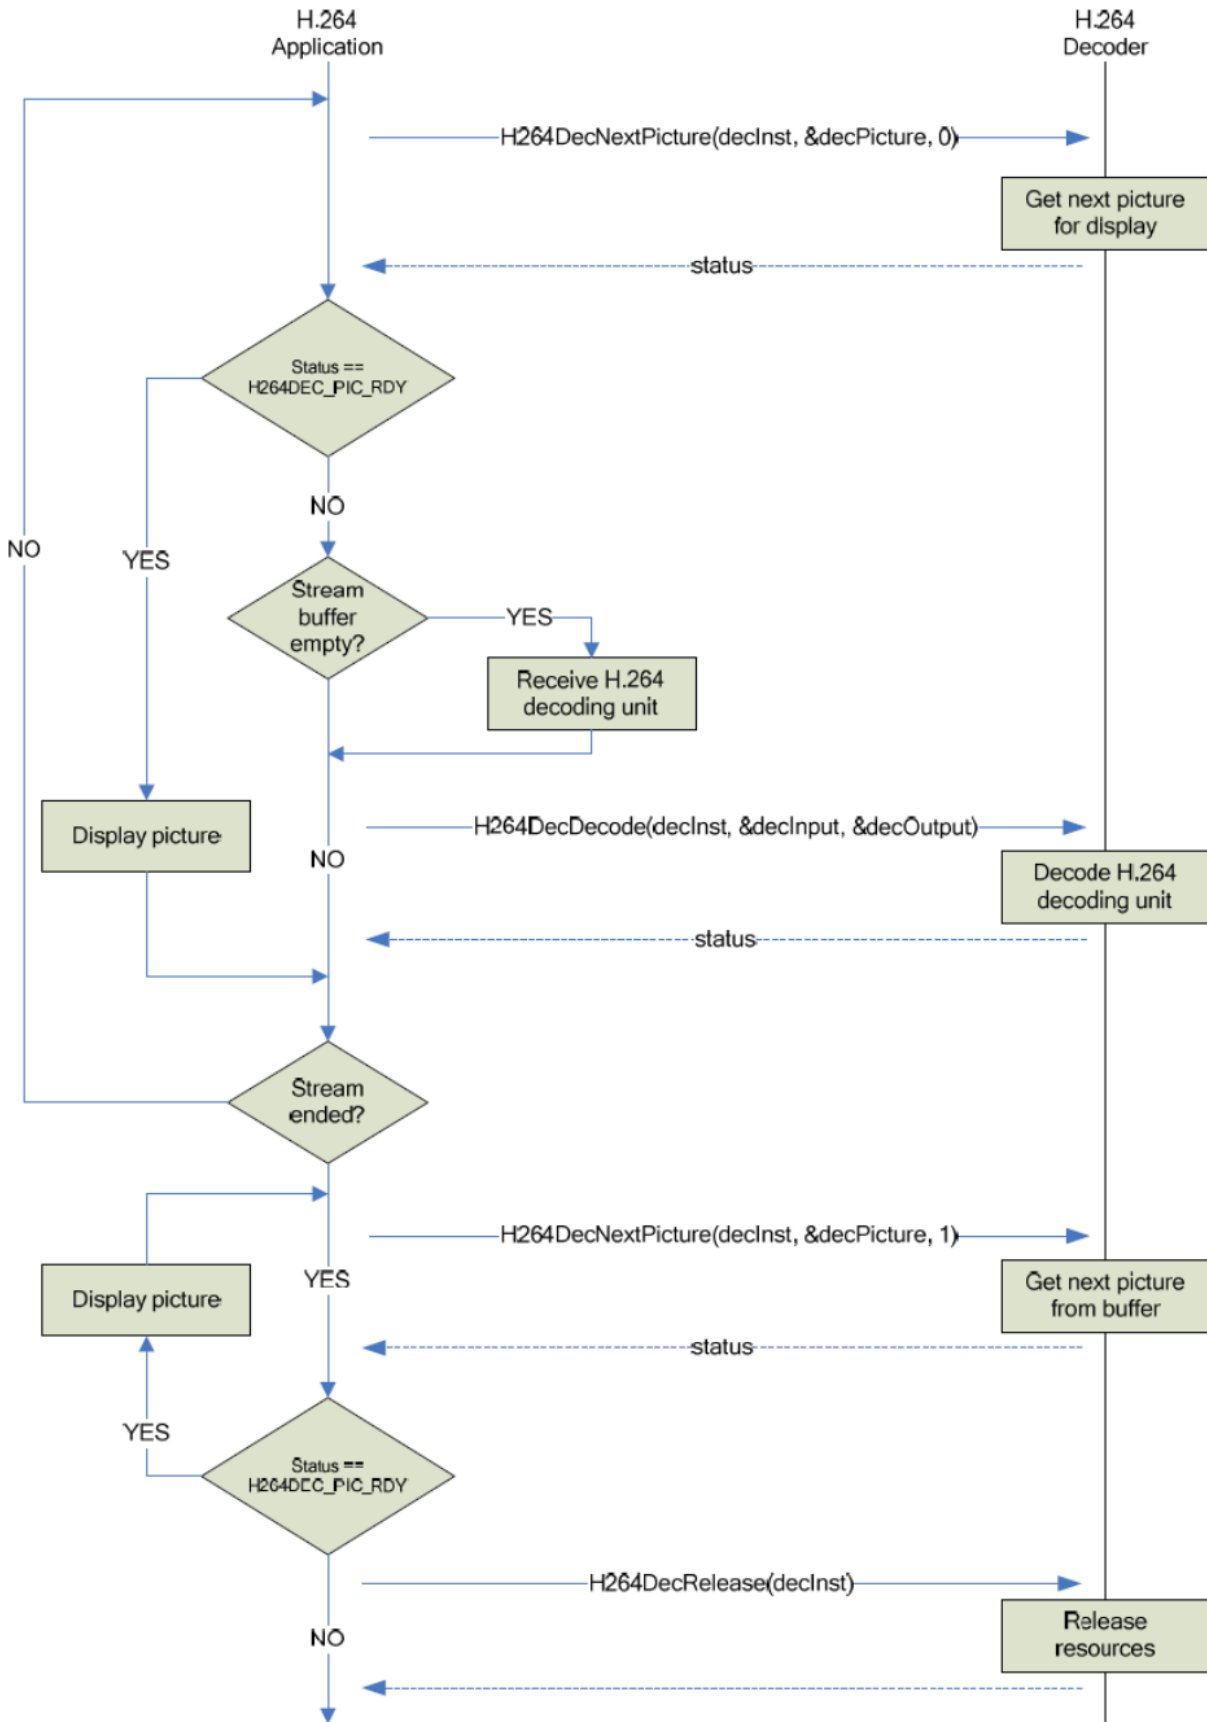 H.264
Application
H.264
Decoder
H264DecNextPicture(decInst, &decPicture, 0)
Get next picture
for display
status
Status ==
H264DEC_PIC_RDY
NO
NO
YES
Stream
buffer
empty?
YES
Receive H.264
decoding unit
Display picture
H264DecDecode(decInst, &decInput, &decOutput)
NO
Decode H.264
decoding unit
status
Stream
ended?
H264DecNextPicture(decInst, &decPicture, 1)
YES
Display picture
Get next picture
from buffer
status
YES
Status ==
H264DEC_PIC_RDY
H264DecRelease(decInst)
NO
Release
resources